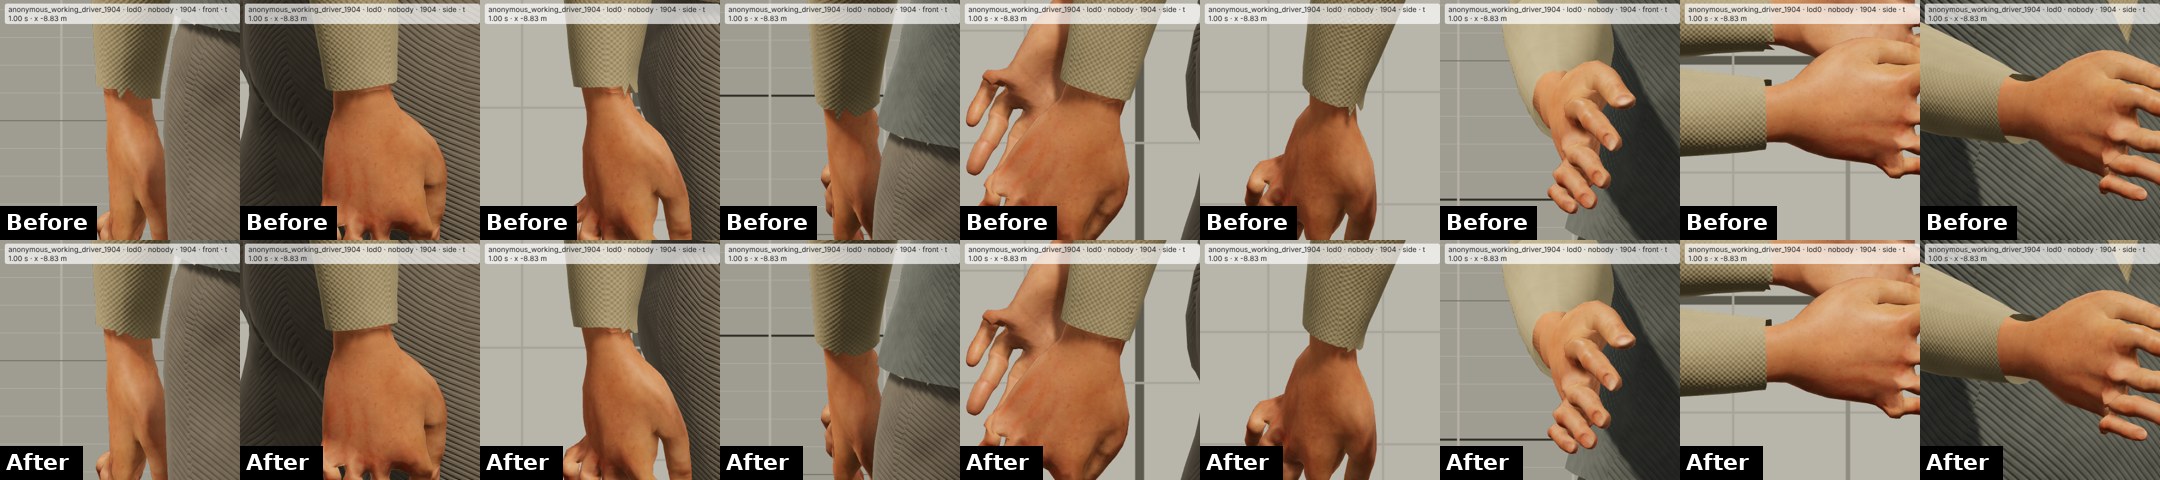 anonymous_working_driver_1904 · lod0 · nobody · 1904 · front · t
1.00 s · x -8.83 m
anonymous_working_driver_1904 · lod0 · nobody · 1904 · side · t
1.00 s · x -8.83 m
anonymous_working_driver_1904 · lod0 · nobody · 1904 · side · t
1.00 s · x -8.83 m
anonymous_working_driver_1904 · lod0 · nobody · 1904 · front · t
1.00 s · x -8.83 m
anonymous_working_driver_1904 · lod0 · nobody · 1904 · side · t
1.00 s · x -8.83 m
anonymous_working_driver_1904 · lod0 · nobody · 1904 · side · t
1.00 s · x -8.83 m
anonymous_working_driver_1904 · lod0 · nobody · 1904 · front · t
1.00 s · x -8.83 m
anonymous_working_driver_1904 · lod0 · nobody · 1904 · side · t
1.00 s · x -8.83 m
anonymous_working_driver_1904 · lod0 · nobody · 1904 · side · t
1.00 s · x -8.83 m
Before
Before
Before
Before
Before
Before
Before
Before
Before
anonymous_working_driver_1904 · lod0 · nobody · 1904 · front · t
1.00 s · x -8.83 m
anonymous_working_driver_1904 · lod0 · nobody · 1904 · side · t
1.00 s · x -8.83 m
anonymous_working_driver_1904 · lod0 · nobody · 1904 · side · t
1.00 s · x -8.83 m
anonymous_working_driver_1904 · lod0 · nobody · 1904 · front · t
1.00 s · x -8.83 m
anonymous_working_driver_1904 · lod0 · nobody · 1904 · side · t
1.00 s · x -8.83 m
anonymous_working_driver_1904 · lod0 · nobody · 1904 · side · t
1.00 s · x -8.83 m
anonymous_working_driver_1904 · lod0 · nobody · 1904 · front · t
1.00 s · x -8.83 m
anonymous_working_driver_1904 · lod0 · nobody · 1904 · side · t
1.00 s · x -8.83 m
anonymous_working_driver_1904 · lod0 · nobody · 1904 · side · t
1.00 s · x -8.83 m
After
After
After
After
After
After
After
After
After